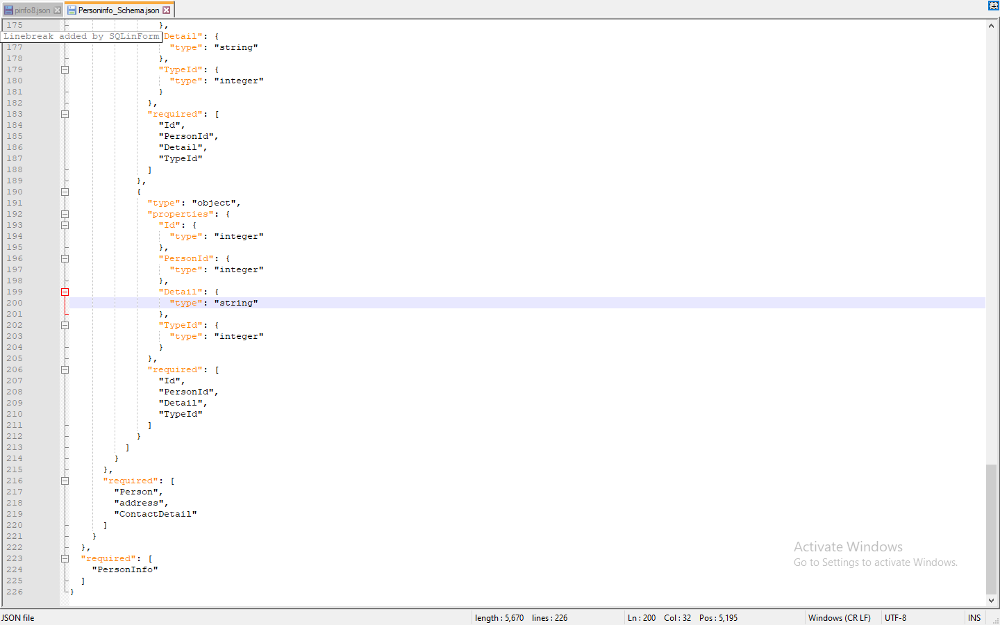 pinfo8.json Personinfo_Schema.json
175 },
Linebreak added by SQLinForm Detail": {
177 "type": "string"
178 },
179 "TypeId": {
180 "type": "integer"
181 }
182 },
183 "required": [
184 "Id",
185 "PersonId",
186 "Detail",
187 "TypeId"
188 ]
189 },
190 {
191 "type": "object",
192 "properties": {
193 "Id": {
194 "type": "integer"
195 },
196 "PersonId": {
197 "type": "integer"
198 },
199 "Detail": {
200 "type": "string"
201 },
202 "TypeId": {
203 "type": "integer"
204 }
205 },
206 "required": [
207 "Id",
208 "PersonId",
209 "Detail",
210 "TypeId"
211 ]
212 }
213 ]
214 }
215 },
216 "required": [
217 "Person",
218 "address",
219 "ContactDetail"
220 ]
221 }
222 },
223 "required": [
224 "PersonInfo"
225 ]
226 }
Activate Windows
Go to Settings to activate Windows.
JSON file length : 5,670 lines : 226 Ln : 200 Col : 32 Pos : 5,195 Windows (CR LF) UTF-8 INS